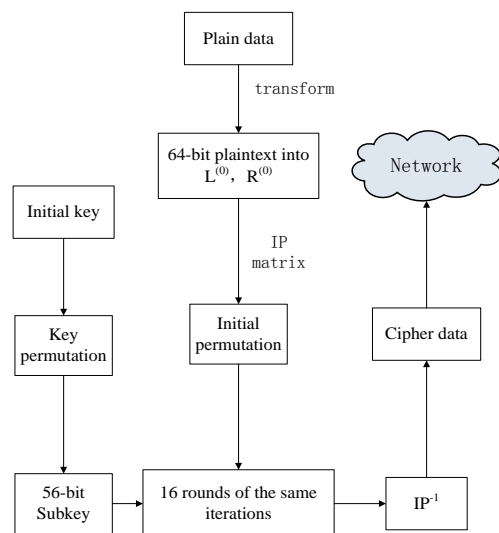 Plain data
transform
64-bit plaintext into
L⁽⁰⁾，R⁽⁰⁾
Network
Initial key
IP
matrix
Key
permutation
Initial
permutation
Cipher data
56-bit
Subkey
16 rounds of the same
iterations
IP⁻¹